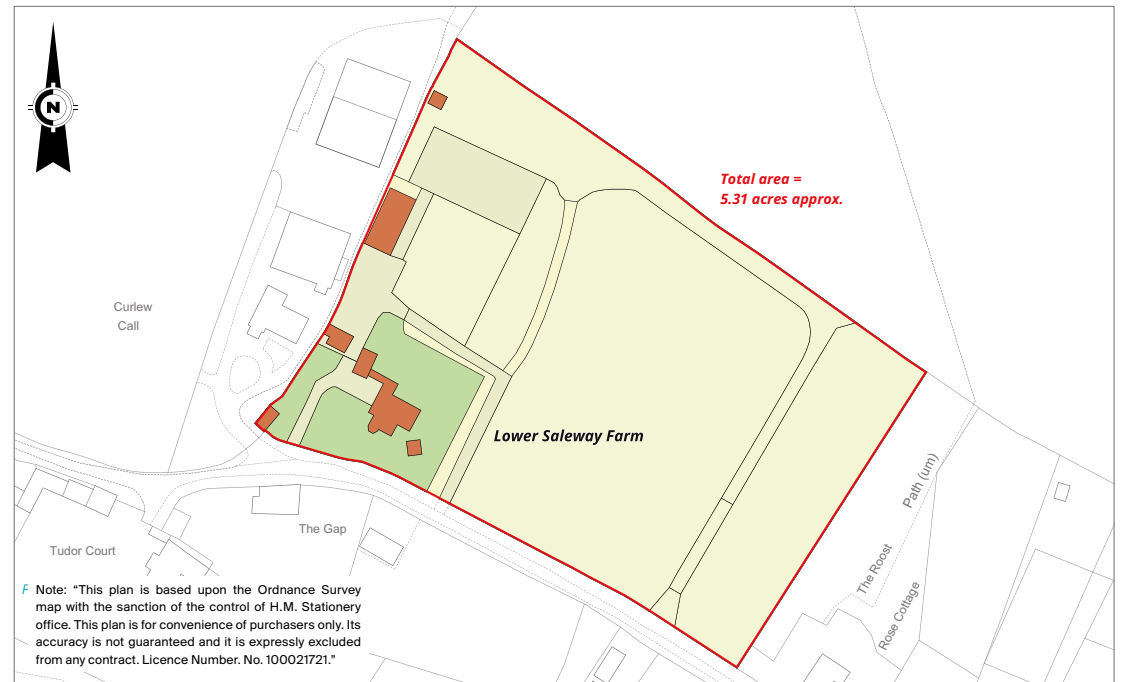 N
Total area =
5.31 acres approx.
Curlew
Call
Lower Saleway Farm
Path (um)
The Gap
Tudor Court
The Roost
Rose Cottage
F
Note: “This plan is based upon the Ordnance Survey
map with the sanction of the control of H.M. Stationery
office. This plan is for convenience of purchasers only. Its
accuracy is not guaranteed and it is expressly excluded
from any contract. Licence Number. No. 100021721.”